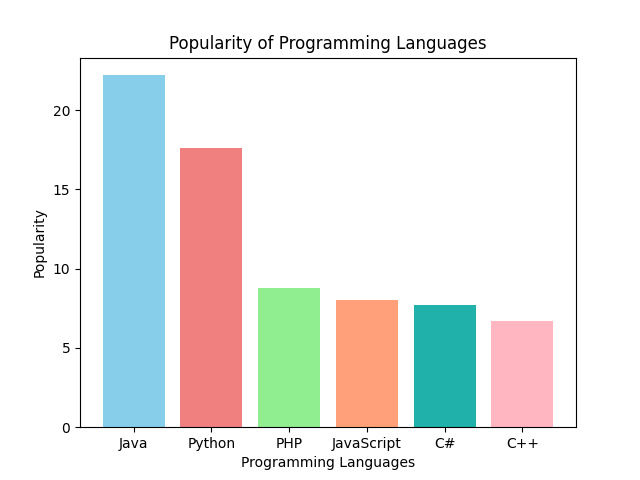 Popularity of Programming Languages
20
15
10
5
0
Popularity
Java Python PHP JavaScript C# C++
Programming Languages